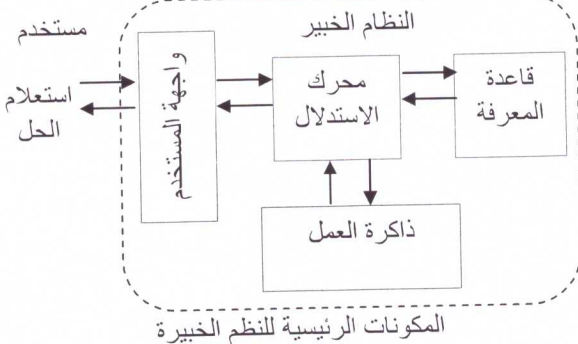 النظام الخبير
مستخدم
استعلام
الحل
واجهة المستخدم
محرك
الاستدلال
قاعدة
المعرفة
ذاكرة العمل
المكونات الرئيسية للنظم الخبيرة